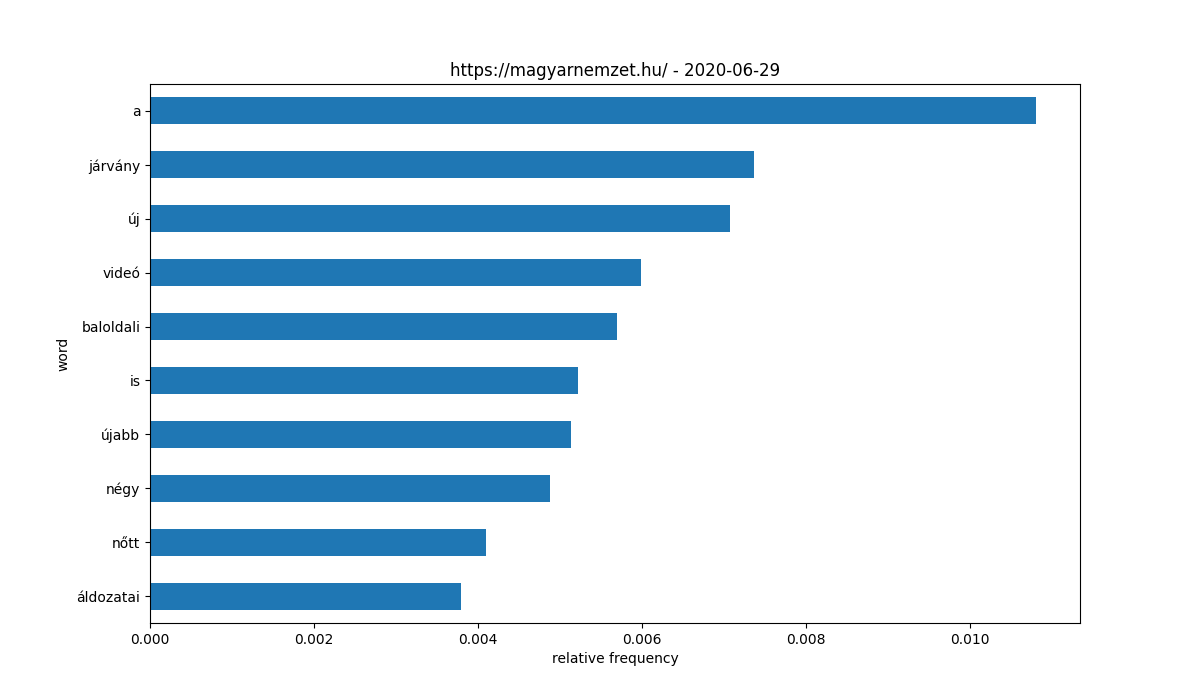 https://magyarnemzet.hu/ - 2020-06-29
a
járvány
új
videó
baloldali
is
újabb
négy
nőtt
áldozatai
word
0.000 0.002 0.004 0.006 0.008 0.010
relative frequency